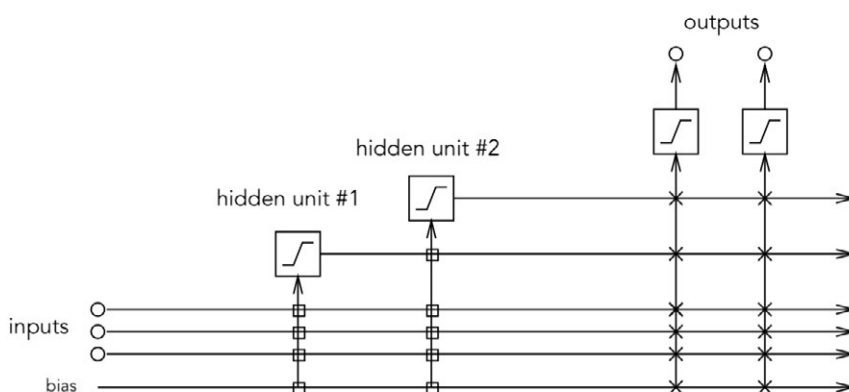 outputs
hidden unit #2
hidden unit #1
inputs
bias